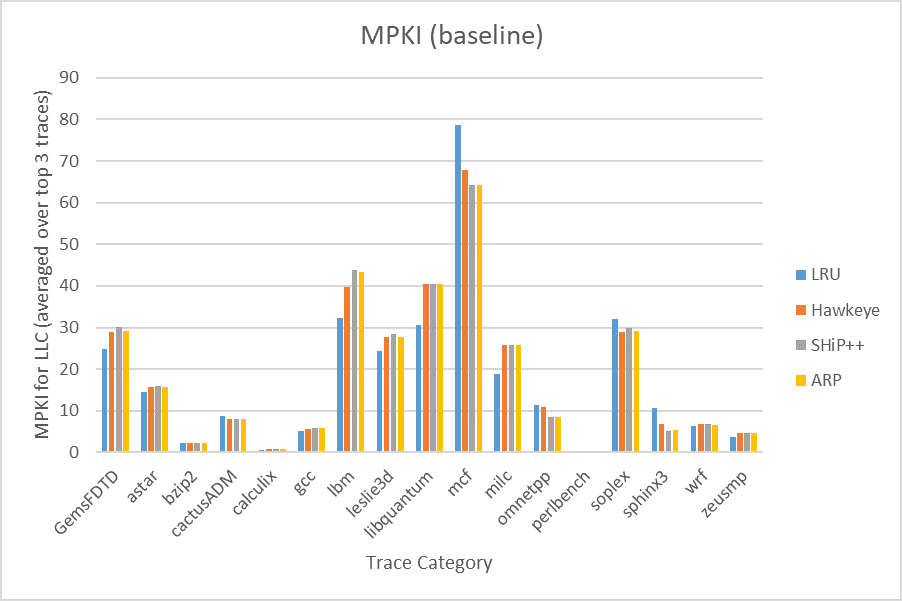 MPKI (baseline)
MPKI for LLC (averaged over top 3 traces)
90
80
70
60
50
40
30
20
10
0
GemsFDTD
astar
bzip2
cactusADM
calculix
gcc
lbm
leslie3d
libquantum
mcf
milc
omnetpp
perlbench
soplex
sphinx3
wrf
zeusmp
Trace Category
LRU
Hawkeye
SHiP++
ARP